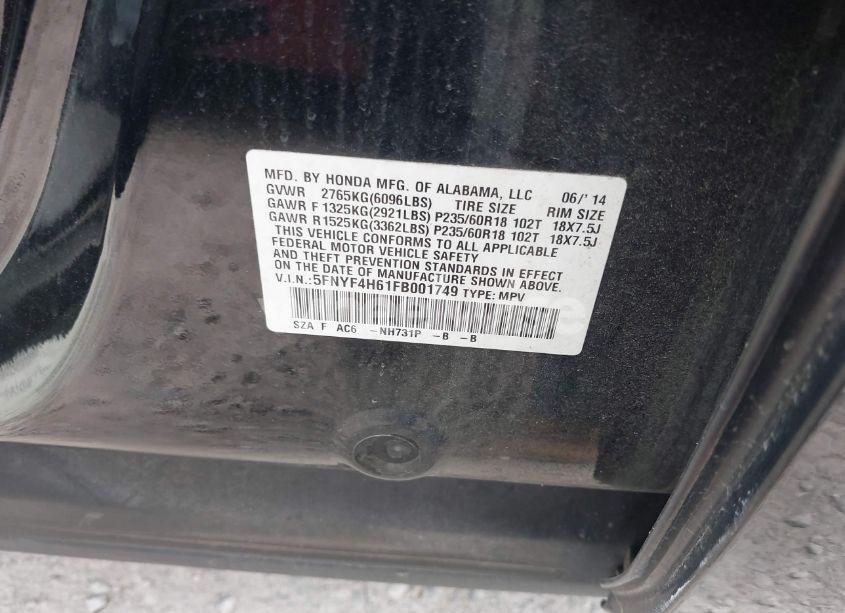 MFD. BY HONDA MFG. OF ALABAMA, LLC 06/'14
GVWR 2765KG(6096LBS) TIRE SIZE RIM SIZE
GAWR F 1325KG(2921LBS) P235/60R18 102T 18X7.5J
GAWR R1525KG(3362LBS) P235/60R18 102T 18X7.5J
THIS VEHICLE CONFORMS TO ALL APPLICABLE
FEDERAL MOTOR VEHICLE SAFETY
AND THEFT PREVENTION STANDARDS IN EFFECT
ON THE DATE OF MANUFACTURE SHOWN ABOVE.
V.I.N.:5FNYF4H61FB001749 TYPE: MPV
SZA F AC6 -NH731P -B -B